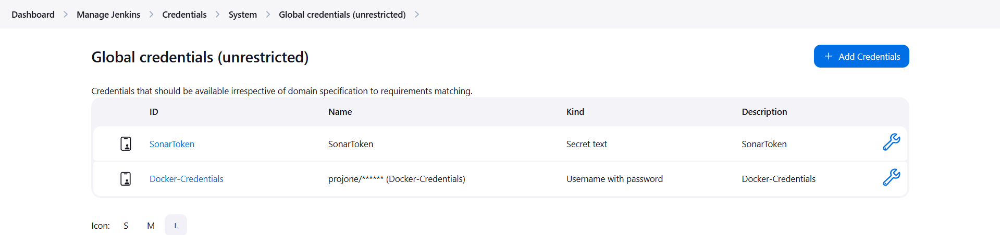 Dashboard Manage Jenkins Credentials System Global credentials (unrestricted)
Global credentials (unrestricted)
+ Add Credentials
Credentials that should be available irrespective of domain specification to requirements matching.
ID Name Kind Description
SonarToken SonarToken Secret text SonarToken
Docker-Credentials projone/****** (Docker-Credentials) Username with password Docker-Credentials
Icon: S M L